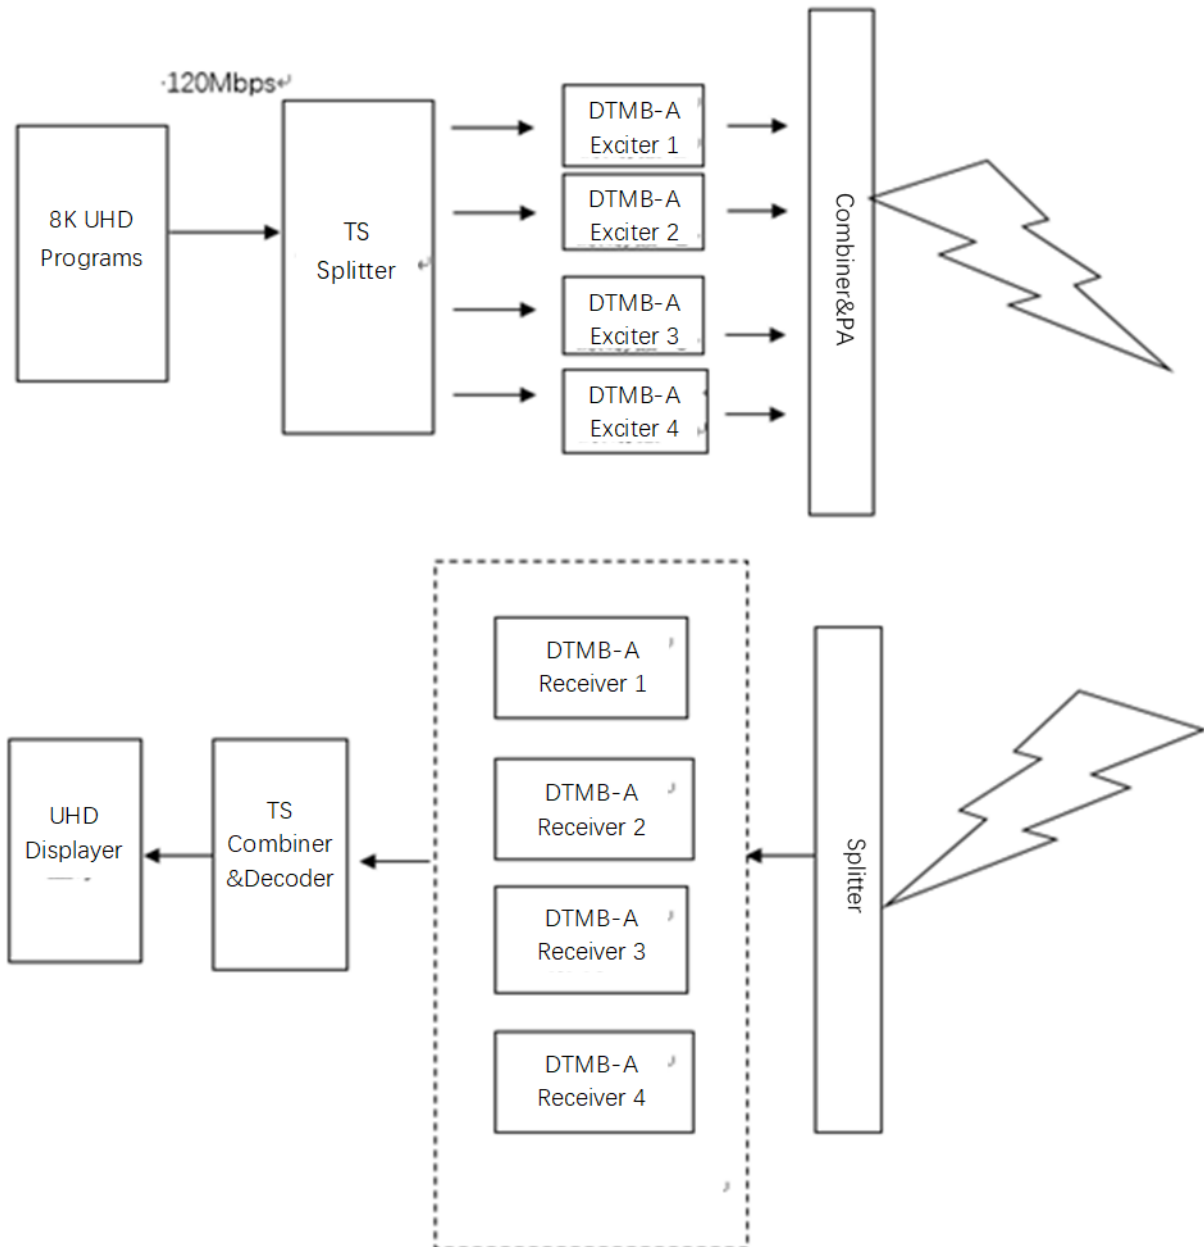 ·120Mbps
8K UHD
Programs
TS
Splitter
DTMB-A
Exciter 1
DTMB-A
Exciter 2
DTMB-A
Exciter 3
DTMB-A
Exciter 4
Combiner&PA
DTMB-A
Receiver 1
DTMB-A
Receiver 2
DTMB-A
Receiver 3
DTMB-A
Receiver 4
Splitter
TS
Combiner
&Decoder
UHD
Displayer